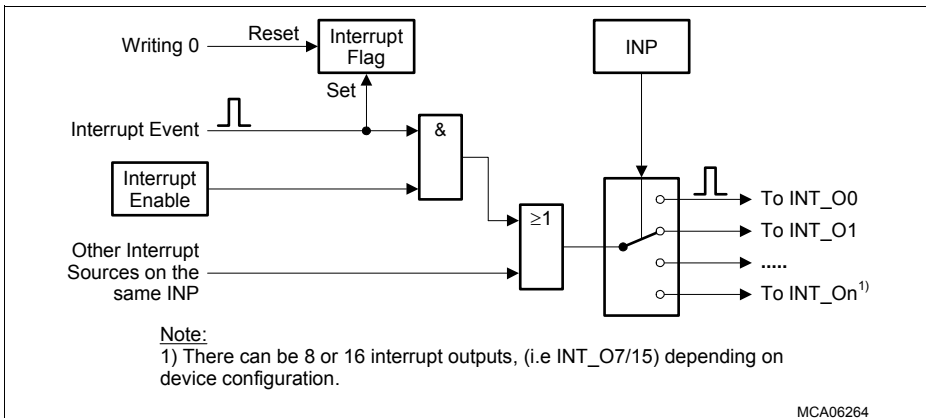 Writing 0
Reset
Interrupt
Flag
INP
Set
Interrupt Event
&
Interrupt
Enable
≥1
To INT_O0
To INT_O1
.....
To INT_On1)
Other Interrupt
Sources on the
same INP
Note:
1) There can be 8 or 16 interrupt outputs, (i.e INT_O7/15) depending on
device configuration.
MCA06264